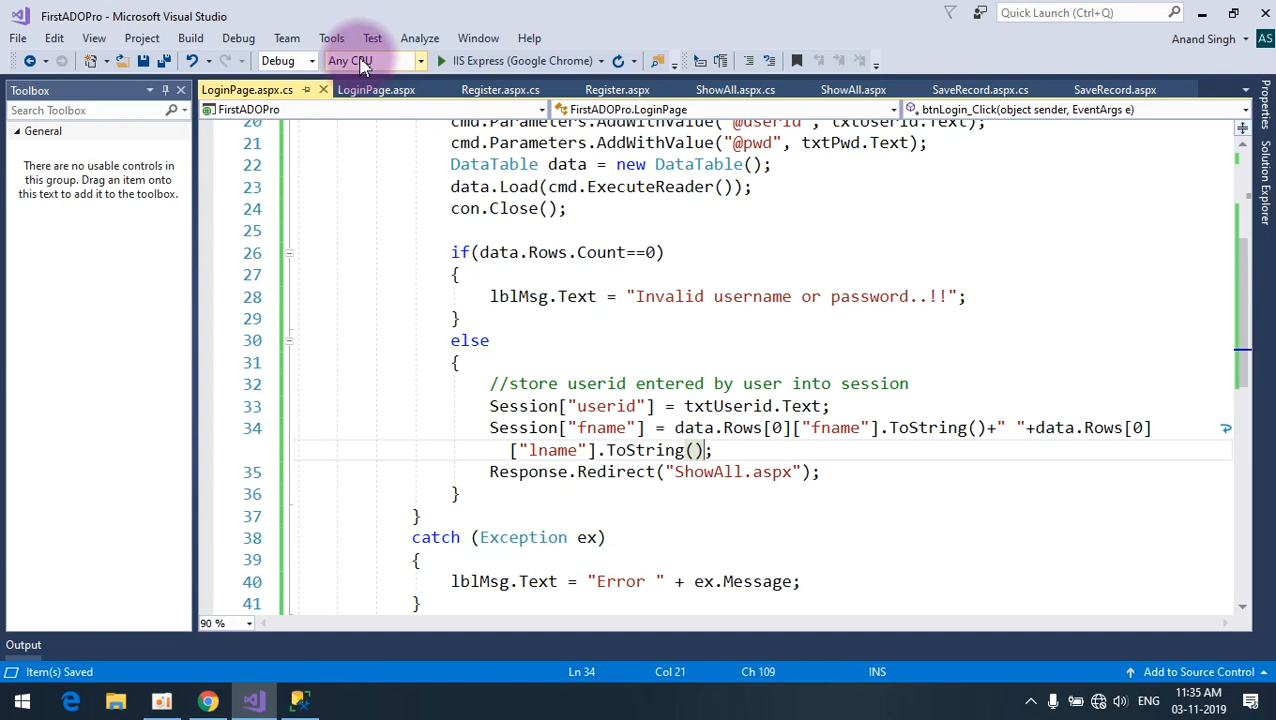 FirstADOPro - Microsoft Visual Studio
Quick Launch (Ctrl+Q)
File Edit View Project Build Debug Team Tools Test Analyze Window Help
Anand Singh AS
Debug Any CPU IIS Express (Google Chrome)
Toolbox
LoginPage.aspx.cs LoginPage.aspx Register.aspx.cs Register.aspx ShowAll.aspx.cs ShowAll.aspx SaveRecord.aspx.cs SaveRecord.aspx
Search Toolbox
FirstADOPro FirstADOPro.LoginPage btnLogin_Click(object sender, EventArgs e)
General
There are no usable controls in
this group. Drag an item onto
this text to add it to the toolbox.
Properties
Solution Explorer
20 cmd.Parameters.AddWithValue("@userid", txtUserid.Text);
21 cmd.Parameters.AddWithValue("@pwd", txtPwd.Text);
22 DataTable data = new DataTable();
23 data.Load(cmd.ExecuteReader());
24 con.Close();
25
26 if(data.Rows.Count==0)
27 {
28 lblMsg.Text = "Invalid username or password..!!";
29 }
30 else
31 {
32 //store userid entered by user into session
33 Session["userid"] = txtUserid.Text;
34 Session["fname"] = data.Rows[0]["fname"].ToString()+" "+data.Rows[0]
["lname"].ToString();
35 Response.Redirect("ShowAll.aspx");
36 }
37 }
38 catch (Exception ex)
39 {
40 lblMsg.Text = "Error " + ex.Message;
41 }
90 %
Output
Item(s) Saved Ln 34 Col 21 Ch 109 INS Add to Source Control
ENG 11:35 AM
03-11-2019